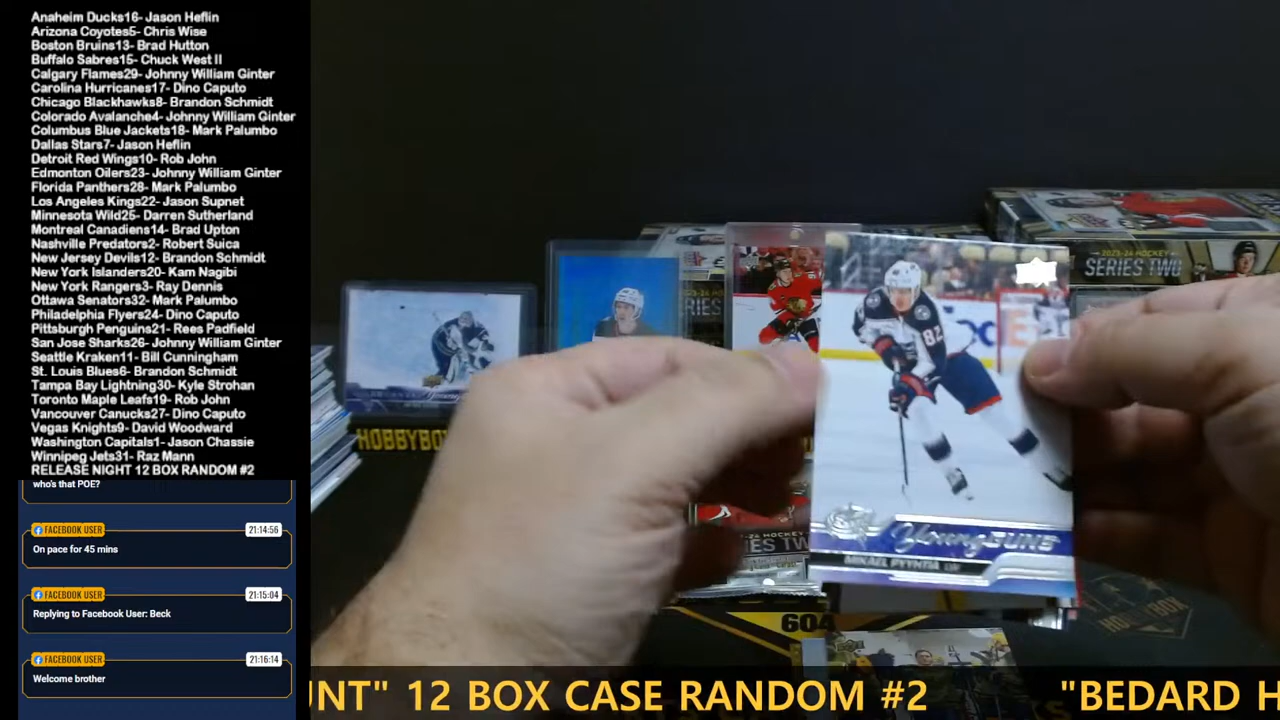 Anaheim Ducks16- Jason Heflin
Arizona Coyotes5- Chris Wise
Boston Bruins13- Brad Hutton
Buffalo Sabres15- Chuck West II
Calgary Flames29- Johnny William Ginter
Carolina Hurricanes17- Dino Caputo
Chicago Blackhawks8- Brandon Schmidt
Colorado Avalanche4- Johnny William Ginter
Columbus Blue Jackets18- Mark Palumbo
Dallas Stars7- Jason Heflin
Detroit Red Wings10- Rob John
Edmonton Oilers23- Johnny William Ginter
Florida Panthers28- Mark Palumbo
Los Angeles Kings22- Jason Supnet
Minnesota Wild25- Darren Sutherland
Montreal Canadiens14- Brad Upton
Nashville Predators2- Robert Suica
New Jersey Devils12- Brandon Schmidt
New York Islanders20- Kam Nagibi
New York Rangers3- Ray Dennis
Ottawa Senators32- Mark Palumbo
Philadelphia Flyers24- Dino Caputo
Pittsburgh Penguins21- Rees Padfield
San Jose Sharks26- Johnny William Ginter
Seattle Kraken11- Bill Cunningham
St. Louis Blues6- Brandon Schmidt
Tampa Bay Lightning30- Kyle Strohan
Toronto Maple Leafs19- Rob John
Vancouver Canucks27- Dino Caputo
Vegas Knights9- David Woodward
Washington Capitals1- Jason Chassie
Winnipeg Jets31- Raz Mann
RELEASE NIGHT 12 BOX RANDOM #2
who's that POE?
FACEBOOK USER 21:14:56
On pace for 45 mins
FACEBOOK USER 21:15:04
Replying to Facebook User: Beck
FACEBOOK USER 21:16:14
Welcome brother
2023-24 HOCKEY
SERIES TWO
82
Young GUNS
MIKAEL PYYHTIA LW
HOBBYBO
604
UNT" 12 BOX CASE RANDOM #2 "BEDARD H